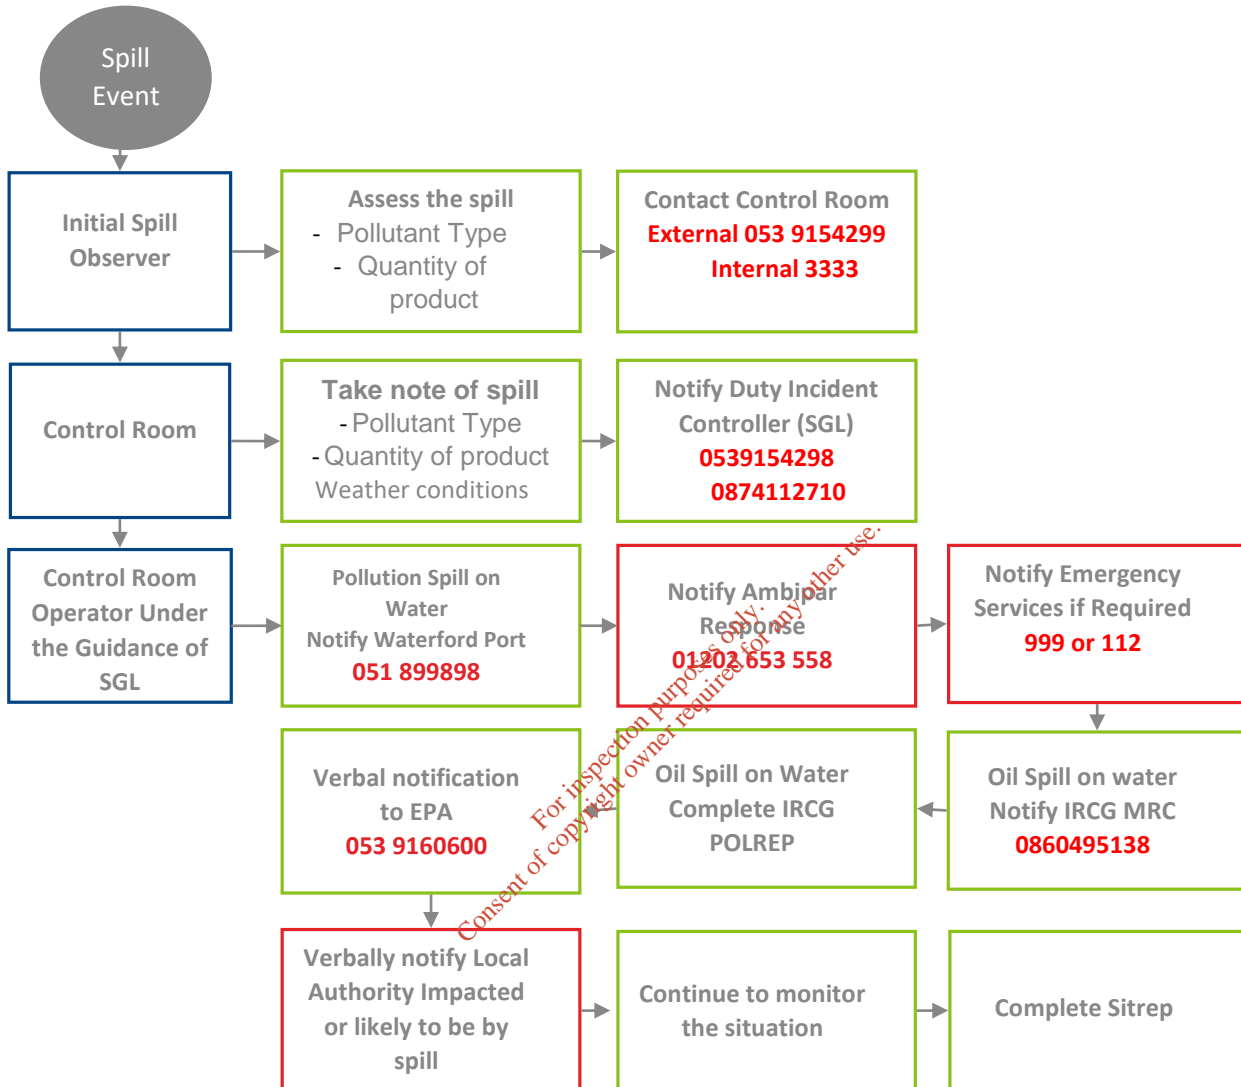 Spill
Event
Initial Spill
Observer
Assess the spill
- Pollutant Type
- Quantity of
product
Contact Control Room
External 053 9154299
Internal 3333
Control Room
Take note of spill
- Pollutant Type
- Quantity of product
Weather conditions
Notify Duty Incident
Controller (SGL)
0539154298
0874112710
Control Room
Operator Under
the Guidance of
SGL
Pollution Spill on
Water
Notify Waterford Port
051 899898
Notify Ambipar
Response
01202 653 558
Notify Emergency
Services if Required
999 or 112
Oil Spill on water
Notify IRCG MRC
0860495138
Oil Spill on Water
Complete IRCG
POLREP
Verbal notification
to EPA
053 9160600
Verbally notify Local
Authority Impacted
or likely to be by
spill
Continue to monitor
the situation
Complete Sitrep
For inspection purposes only.
Consent of copyright owner required for any other use.